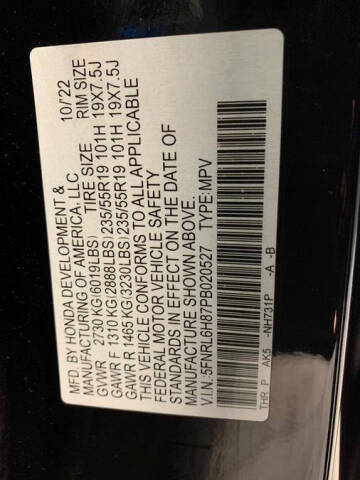 MFD. BY HONDA DEVELOPMENT & 10/22
MANUFACTURING OF AMERICA, LLC
TIRE SIZE RIM SIZE
GVWR 2730 KG(6019LBS)
GAWR F 1310 KG(2888LBS) 235/55R19 101H 19X7.5J
GAWR R 1465 KG(3230LBS) 235/55R19 101H 19X7.5J
THIS VEHICLE CONFORMS TO ALL APPLICABLE
FEDERAL MOTOR VEHICLE SAFETY
STANDARDS IN EFFECT ON THE DATE OF
MANUFACTURE SHOWN ABOVE.
V.I.N.: 5FNRL6H87PB020527 TYPE: MPV
THR P AK5 -NH731P -A -B